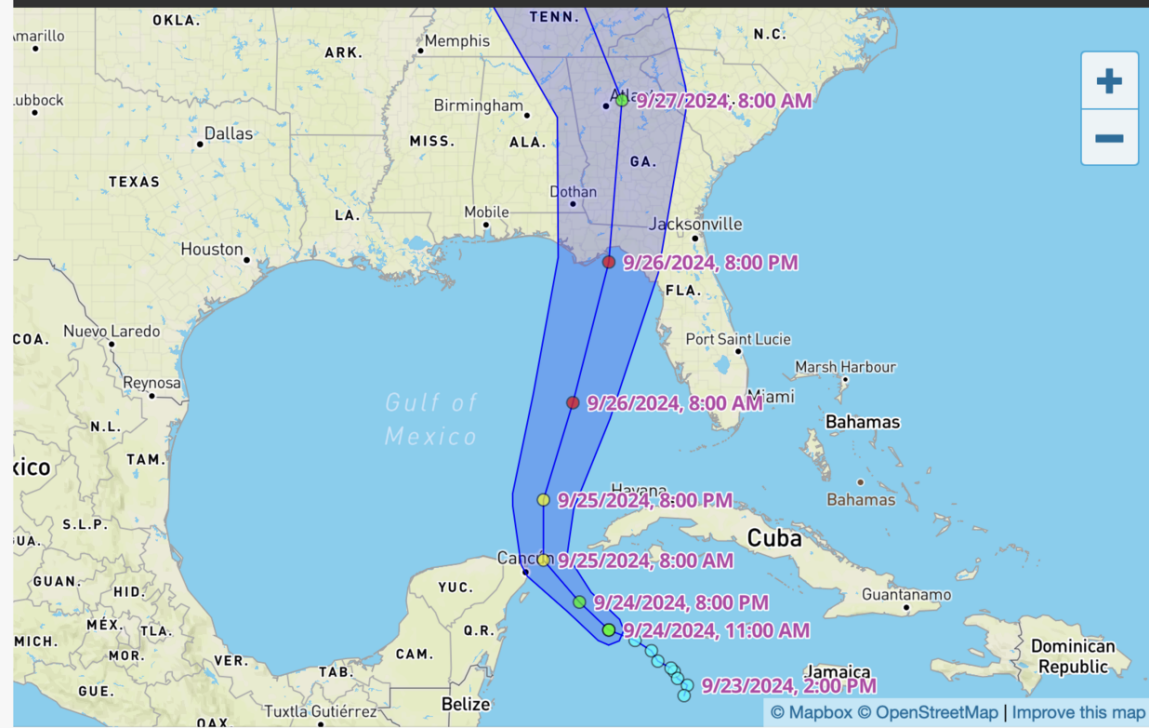 OKLA.
TENN.
N.C.
Amarillo
ARK.
Memphis
+
Atlanta
9/27/2024, 8:00 AM
Lubbock
Birmingham
−
Dallas
MISS.
ALA.
GA.
TEXAS
Dothan
LA.
Mobile
Jacksonville
Houston
9/26/2024, 8:00 PM
FLA.
COA.
Nuevo Laredo
Port Saint Lucie
Marsh Harbour
Reynosa
Gulf of
Mexico
9/26/2024, 8:00 AM
Miami
N.L.
Bahamas
TAM.
xico
Havana
9/25/2024, 8:00 PM
Bahamas
S.L.P.
Cuba
UA.
Cancún
9/25/2024, 8:00 AM
GUAN.
HID.
YUC.
9/24/2024, 8:00 PM
Guantanamo
MÉX.
TLA.
Q.R.
9/24/2024, 11:00 AM
MICH.
MOR.
VER.
CAM.
Dominican
Republic
TAB.
Jamaica
9/23/2024, 2:00 PM
GUE.
Belize
Tuxtla Gutiérrez
OAX
© Mapbox © OpenStreetMap | Improve this map